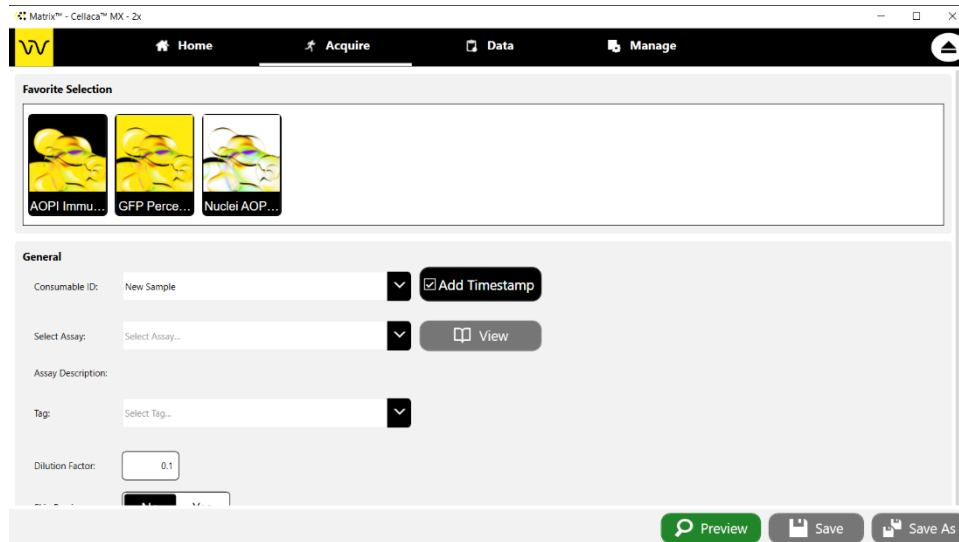 Matrix™ - Cellaca™ MX - 2x
Home Acquire Data Manage
Favorite Selection
AOPI Immu... GFP Perce... Nuclei AOP...
General
Consumable ID: New Sample Add Timestamp
Select Assay: Select Assay... View
Assay Description:
Tag: Select Tag...
Dilution Factor: 0.1
Preview Save Save As